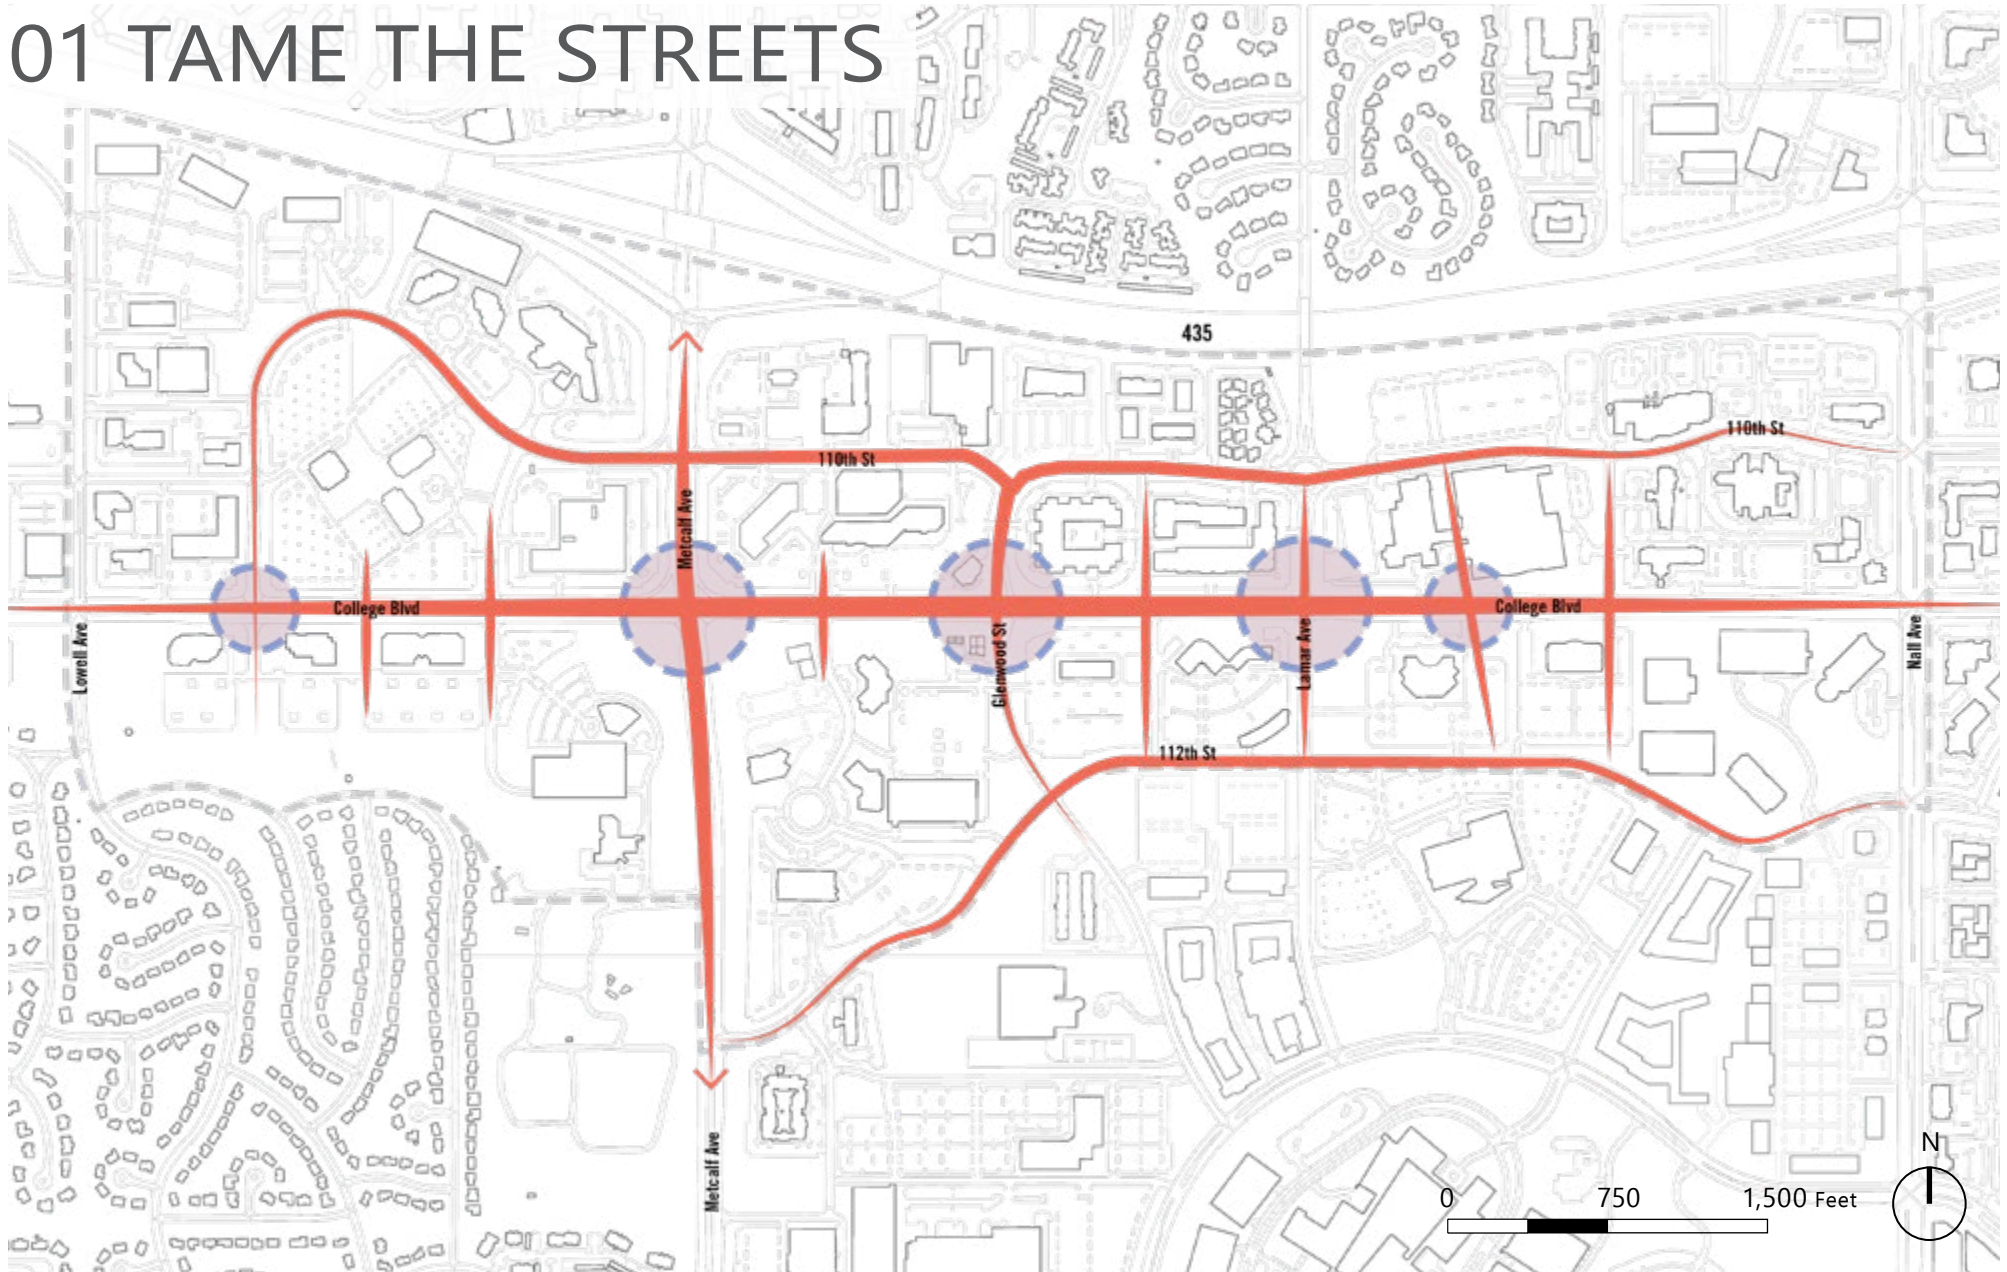 01 TAME THE STREETS
435
110th St
110th St
Metcalf Ave
College Blvd
College Blvd
Lowell Ave
Glenwood St
Lamar Ave
Nall Ave
112th St
Metcalf Ave
N
0 750 1,500 Feet